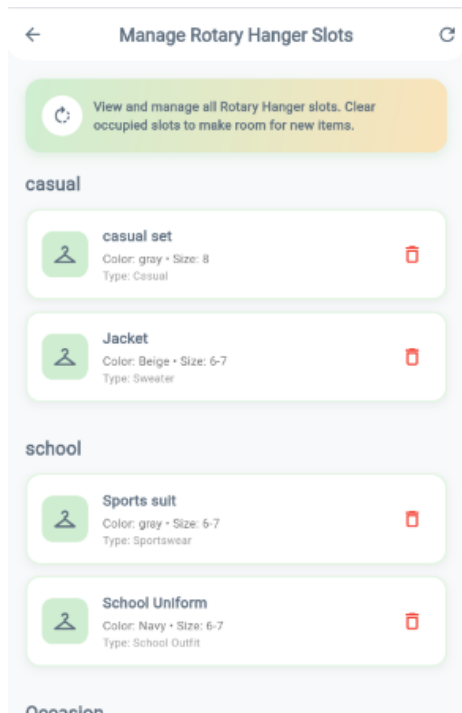 Manage Rotary Hanger Slots
View and manage all Rotary Hanger slots. Clear
occupied slots to make room for new items.
casual
casual set
Color: gray • Size: 8
Type: Casual
Jacket
Color: Beige • Size: 6-7
Type: Sweater
school
Sports suit
Color: gray • Size: 6-7
Type: Sportswear
School Uniform
Color: Navy • Size: 6-7
Type: School Outfit
Occasion